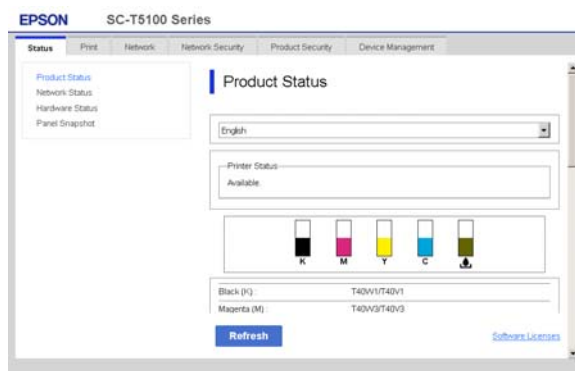 EPSON SC-T5100 Series
Status Print Network Network Security Product Security Device Management
Product Status
Network Status
Hardware Status
Panel Snapshot
Product Status
English
Printer Status
Available.
K M Y C
Black (K) : T40W1/T40V1
Magenta (M) : T40W3/T40V3
Refresh
Software Licenses